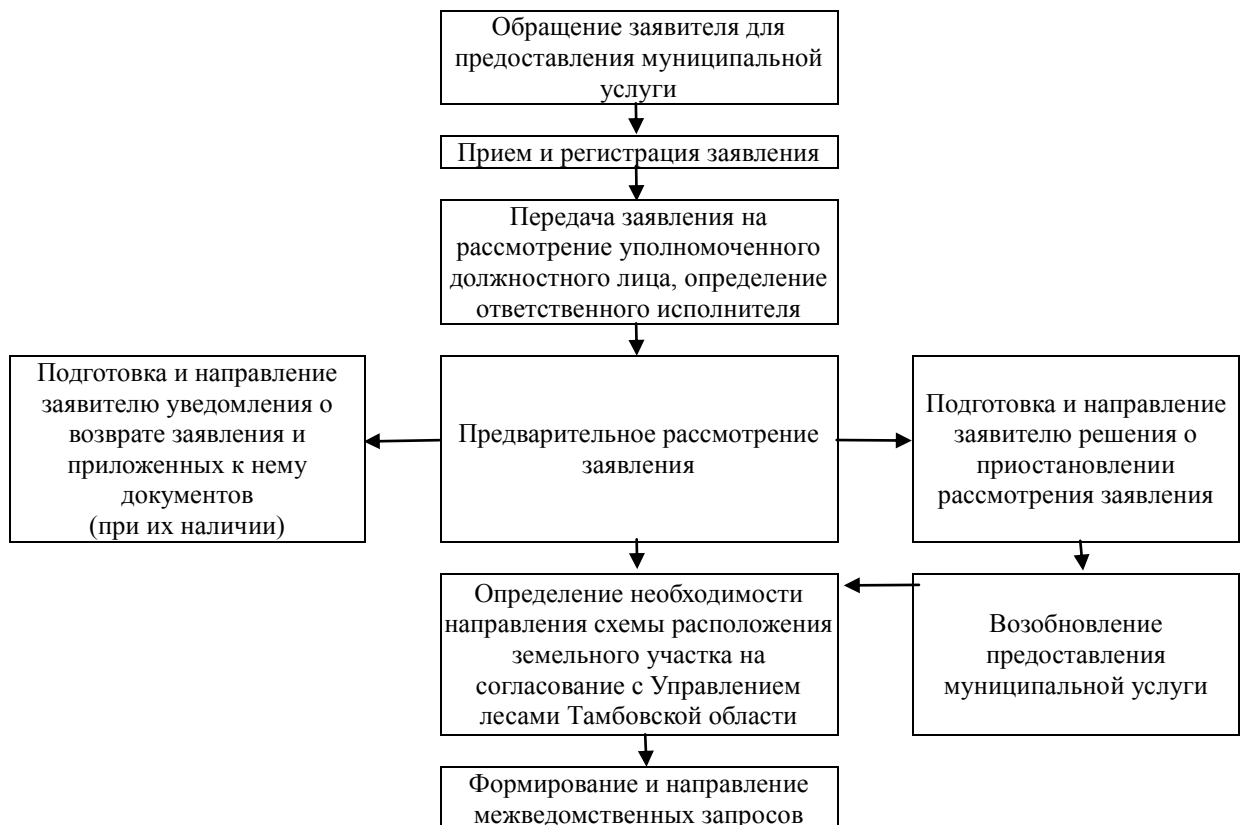 Обращение заявителя для
предоставления муниципальной
услуги
Прием и регистрация заявления
Передача заявления на
рассмотрение уполномоченного
должностного лица, определение
ответственного исполнителя
Подготовка и направление
заявителю уведомления о
возврате заявления и
приложенных к нему
документов
(при их наличии)
Предварительное рассмотрение
заявления
Подготовка и направление
заявителю решения о
приостановлении
рассмотрения заявления
Определение необходимости
направления схемы расположения
земельного участка на
согласование с Управлением
лесами Тамбовской области
Возобновление
предоставления
муниципальной услуги
Формирование и направление
межведомственных запросов